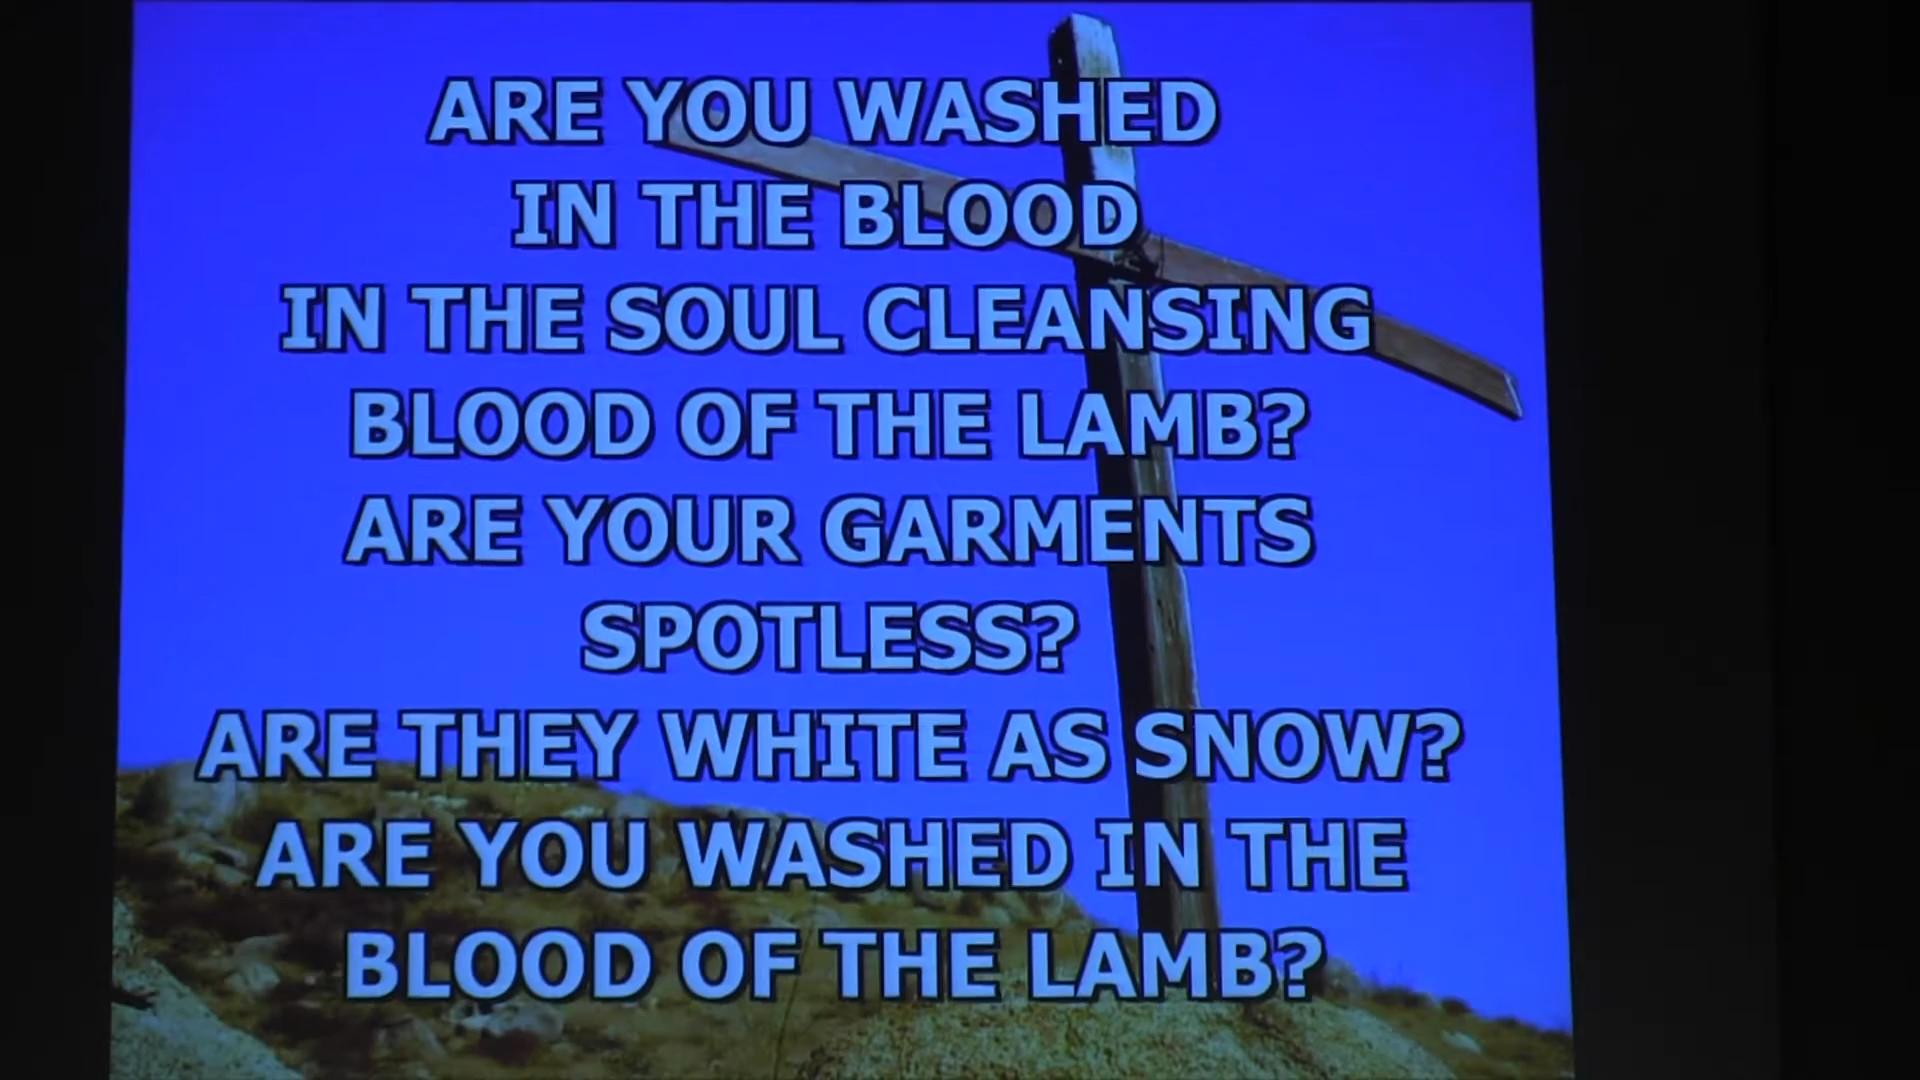 ARE YOU WASHED
IN THE BLOOD
IN THE SOUL CLEANSING
BLOOD OF THE LAMB?
ARE YOUR GARMENTS
SPOTLESS?
ARE THEY WHITE AS SNOW?
ARE YOU WASHED IN THE
BLOOD OF THE LAMB?